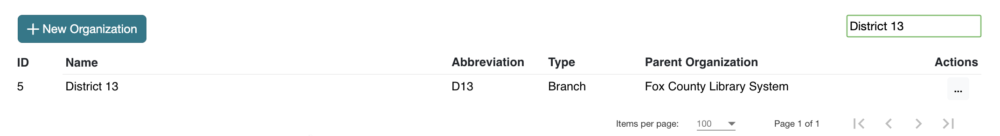 New Organization
District 13
ID Name Abbreviation Type Parent Organization Actions
5 District 13 D13 Branch Fox County Library System ...
Items per page: 100 Page 1 of 1